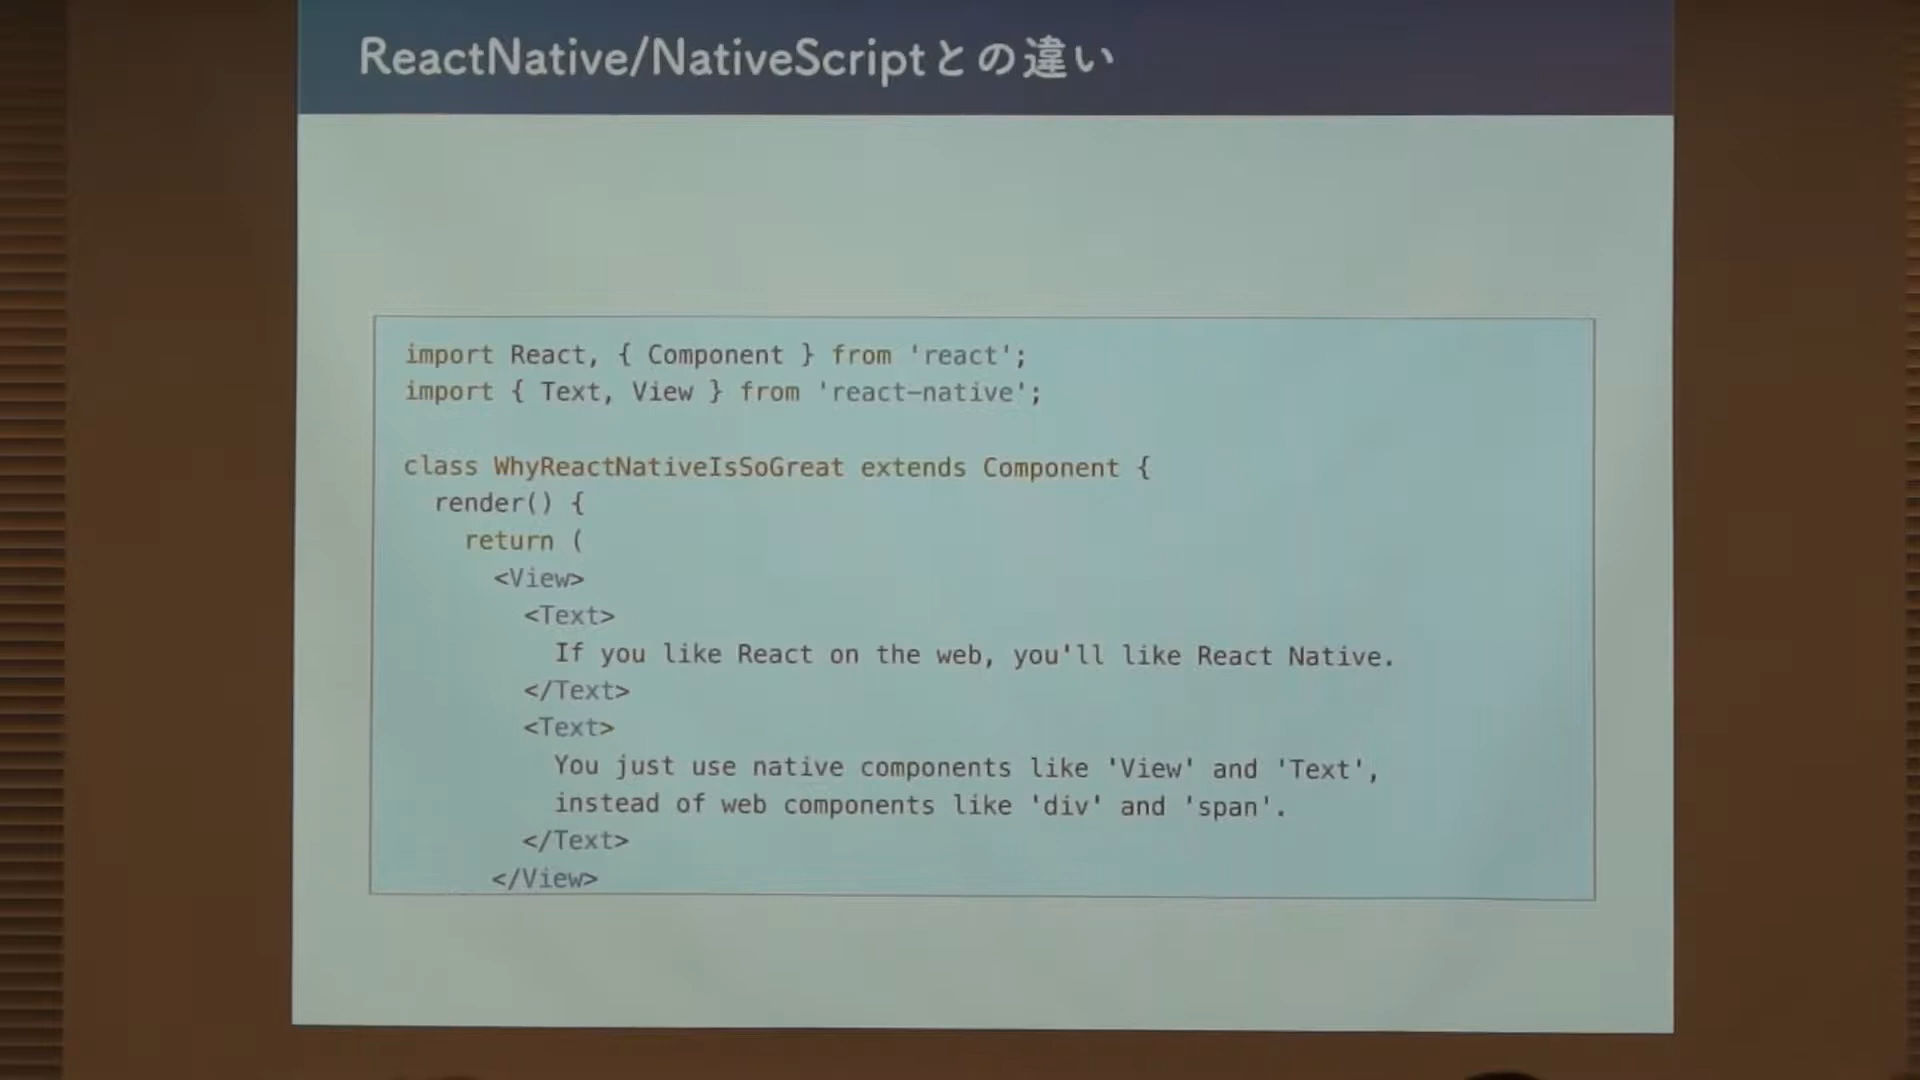 ReactNative/NativeScriptとの違い
import React, { Component } from 'react';
import { Text, View } from 'react-native';
class WhyReactNativeIsSoGreat extends Component {
render() {
return (
<View>
<Text>
If you like React on the web, you'll like React Native.
</Text>
<Text>
You just use native components like 'View' and 'Text',
instead of web components like 'div' and 'span'.
</Text>
</View>